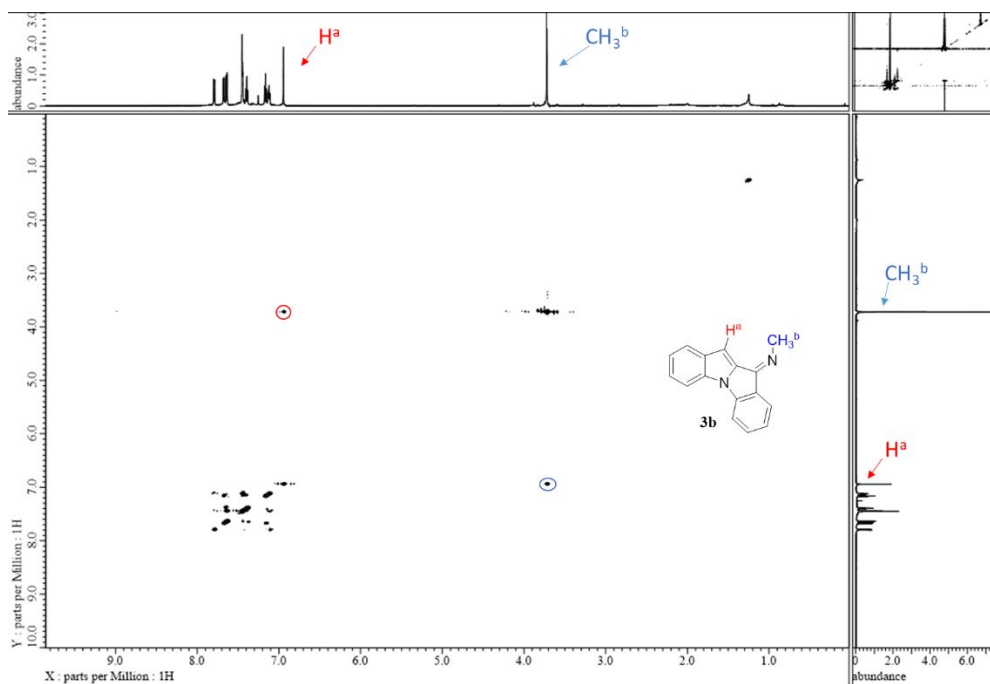 abundance
3.0
2.0
1.0
0
Hᵃ
CH₃ᵇ
Y : parts per Million : 1H
1.0
2.0
3.0
4.0
5.0
6.0
7.0
8.0
9.0
10.0
Hᵃ
CH₃ᵇ
N
N
3b
CH₃ᵇ
Hᵃ
9.0 8.0 7.0 6.0 5.0 4.0 3.0 2.0 1.0
X : parts per Million : 1H
0 2.0 4.0 6.0
abundance